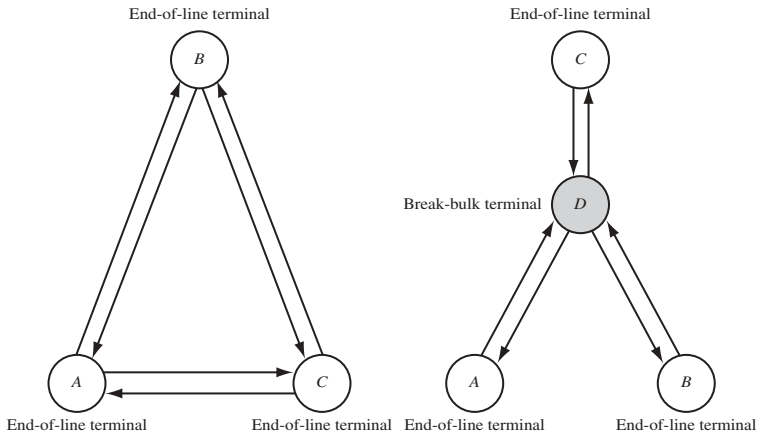 End-of-line terminal
B
A
C
End-of-line terminal
End-of-line terminal
End-of-line terminal
C
Break-bulk terminal
D
A
B
End-of-line terminal
End-of-line terminal